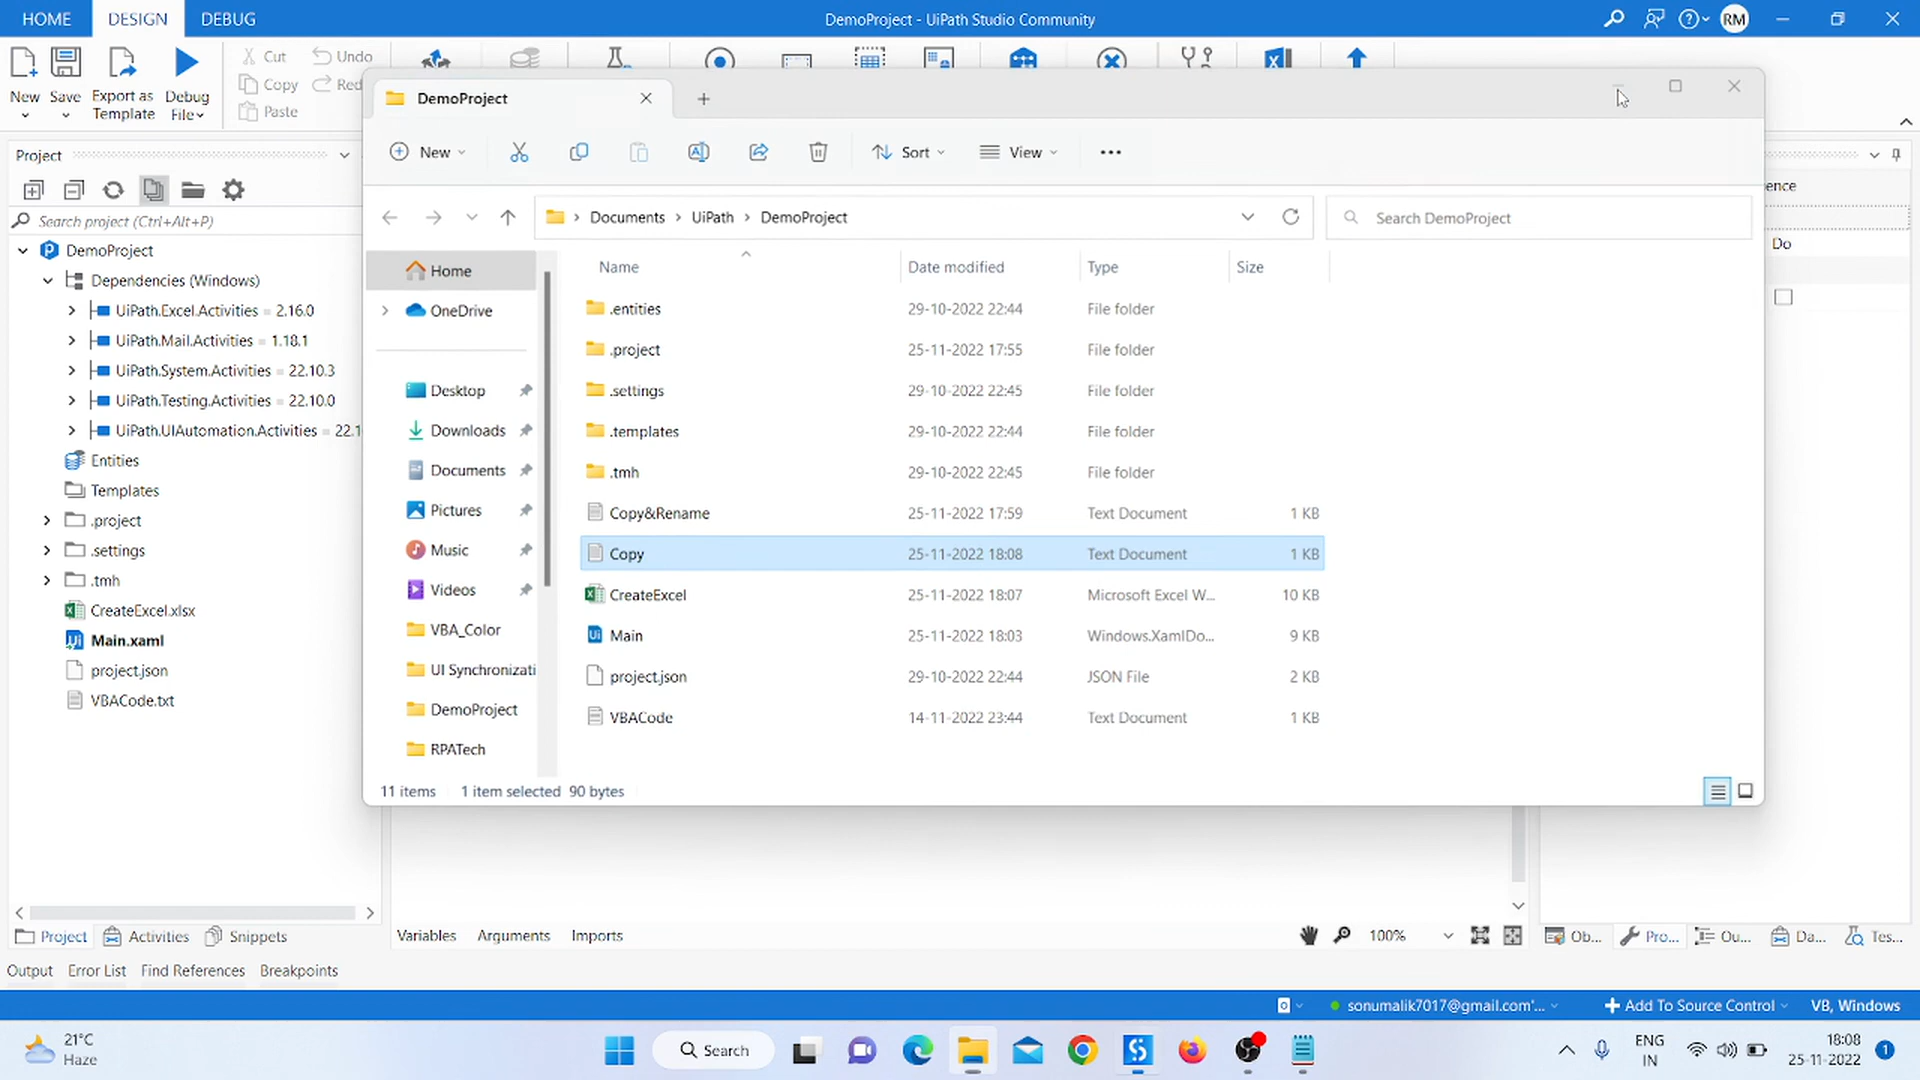 HOME DESIGN DEBUG DemoProject - UiPath Studio Community RM
New Save Export as Template Debug File
Cut Undo
Copy Red
Paste
DemoProject
New Sort View
Documents > UiPath > DemoProject Search DemoProject
Project
Search project (Ctrl+Alt+P)
DemoProject
Dependencies (Windows)
UiPath.Excel.Activities = 2.16.0
UiPath.Mail.Activities = 1.18.1
UiPath.System.Activities = 22.10.3
UiPath.Testing.Activities = 22.10.0
UiPath.UIAutomation.Activities = 22.1
Entities
Templates
.project
.settings
.tmh
CreateExcel.xlsx
Main.xaml
project.json
VBACode.txt
Home
OneDrive
Desktop
Downloads
Documents
Pictures
Music
Videos
VBA_Color
UI Synchronizati
DemoProject
RPATech
Name Date modified Type Size
.entities 29-10-2022 22:44 File folder
.project 25-11-2022 17:55 File folder
.settings 29-10-2022 22:45 File folder
.templates 29-10-2022 22:44 File folder
.tmh 29-10-2022 22:45 File folder
Copy&Rename 25-11-2022 17:59 Text Document 1 KB
Copy 25-11-2022 18:08 Text Document 1 KB
CreateExcel 25-11-2022 18:07 Microsoft Excel W... 10 KB
Main 25-11-2022 18:03 Windows.XamlDo... 9 KB
project.json 29-10-2022 22:44 JSON File 2 KB
VBACode 14-11-2022 23:44 Text Document 1 KB
11 items 1 item selected 90 bytes
ence
Do
Project Activities Snippets
Variables Arguments Imports 100%
Ob... Pro... Ou... Da... Tes...
Output Error List Find References Breakpoints
sonumalik7017@gmail.com'... Add To Source Control VB, Windows
21°C
Haze
Search
ENG
IN
18:08
25-11-2022
1